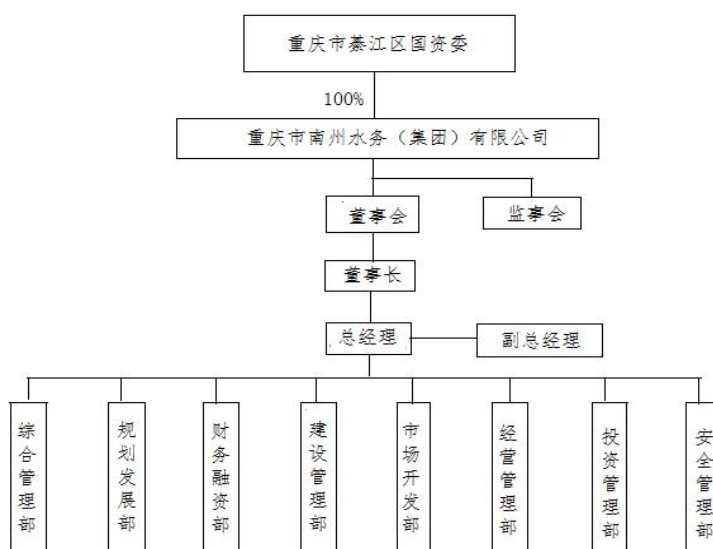 重庆市綦江区国资委
100%
重庆市南州水务（集团）有限公司
董事会
监事会
董事长
总经理
副总经理
综合管理部
规划发展部
财务融资部
建设管理部
市场开发部
经营管理部
投资管理部
安全管理部